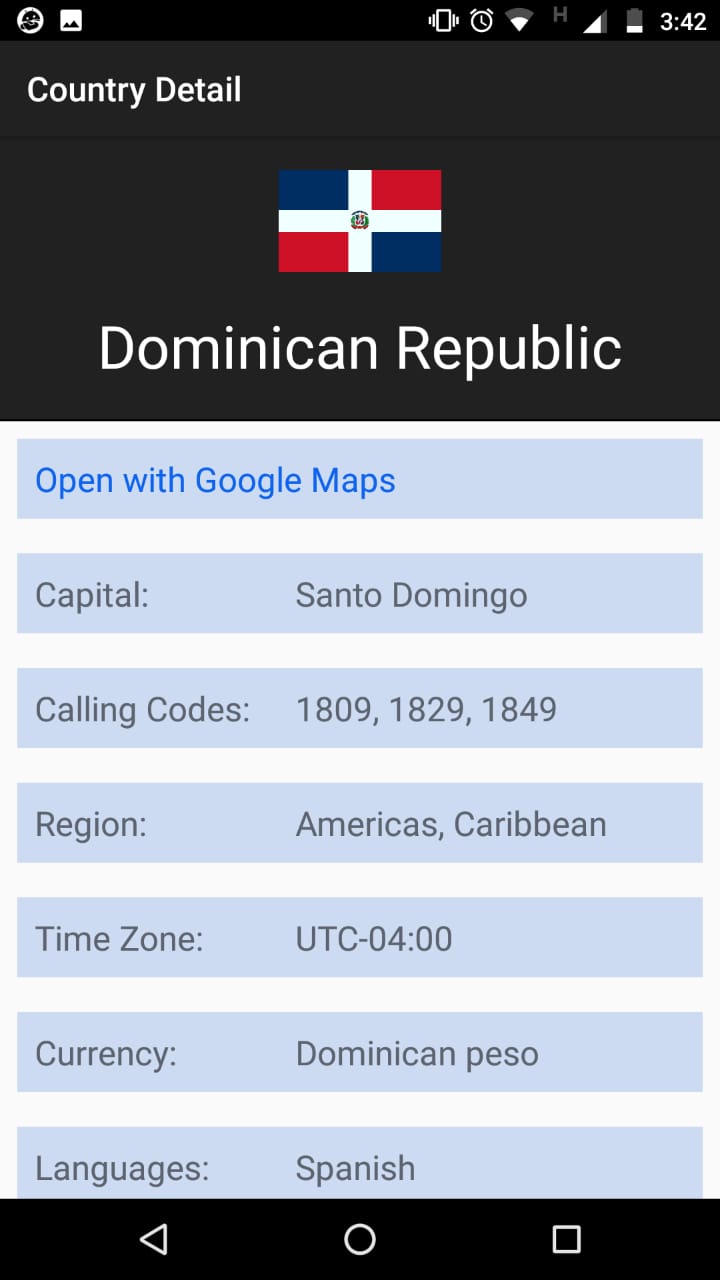 H 3:42
Country Detail
Dominican Republic
Open with Google Maps
Capital: Santo Domingo
Calling Codes: 1809, 1829, 1849
Region: Americas, Caribbean
Time Zone: UTC-04:00
Currency: Dominican peso
Languages: Spanish